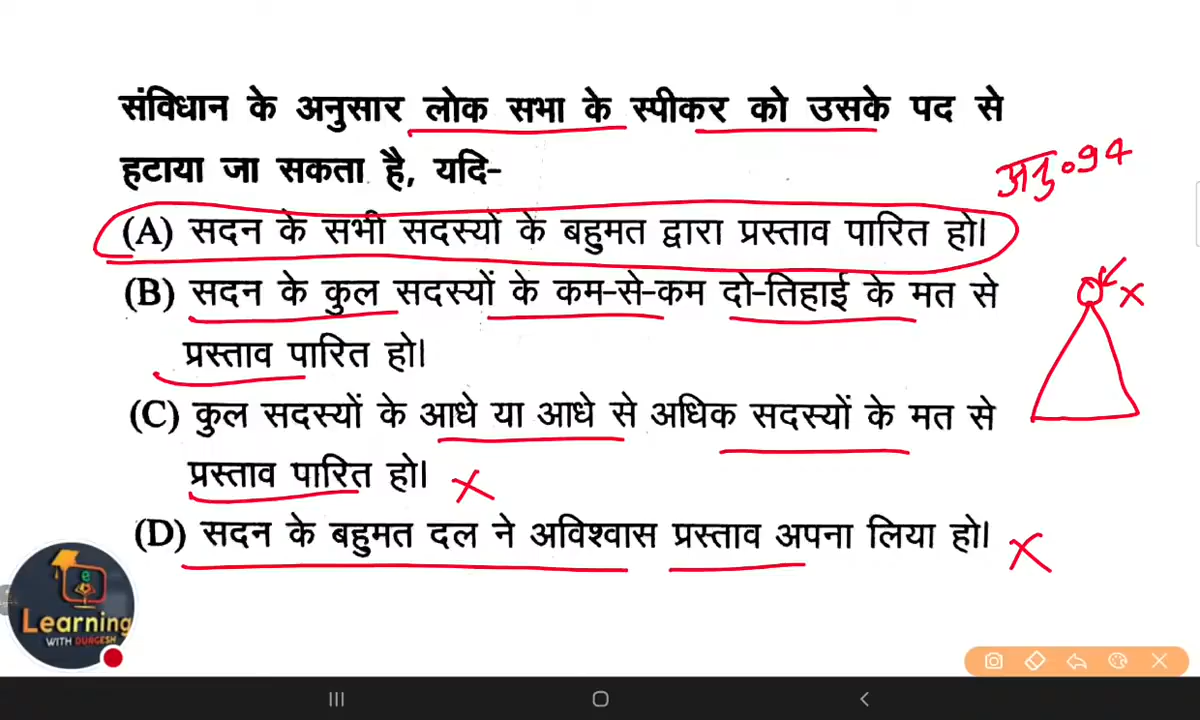 संविधान के अनुसार लोक सभा के स्पीकर को उसके पद से
हटाया जा सकता है, यदि-
अनु०94
(A) सदन के सभी सदस्यों के बहुमत द्वारा प्रस्ताव पारित हो।
(B) सदन के कुल सदस्यों के कम-से-कम दो-तिहाई के मत से
प्रस्ताव पारित हो।
(C) कुल सदस्यों के आधे या आधे से अधिक सदस्यों के मत से
प्रस्ताव पारित हो।
(D) सदन के बहुमत दल ने अविश्वास प्रस्ताव अपना लिया हो।
e
Learning
WITH DURGESH